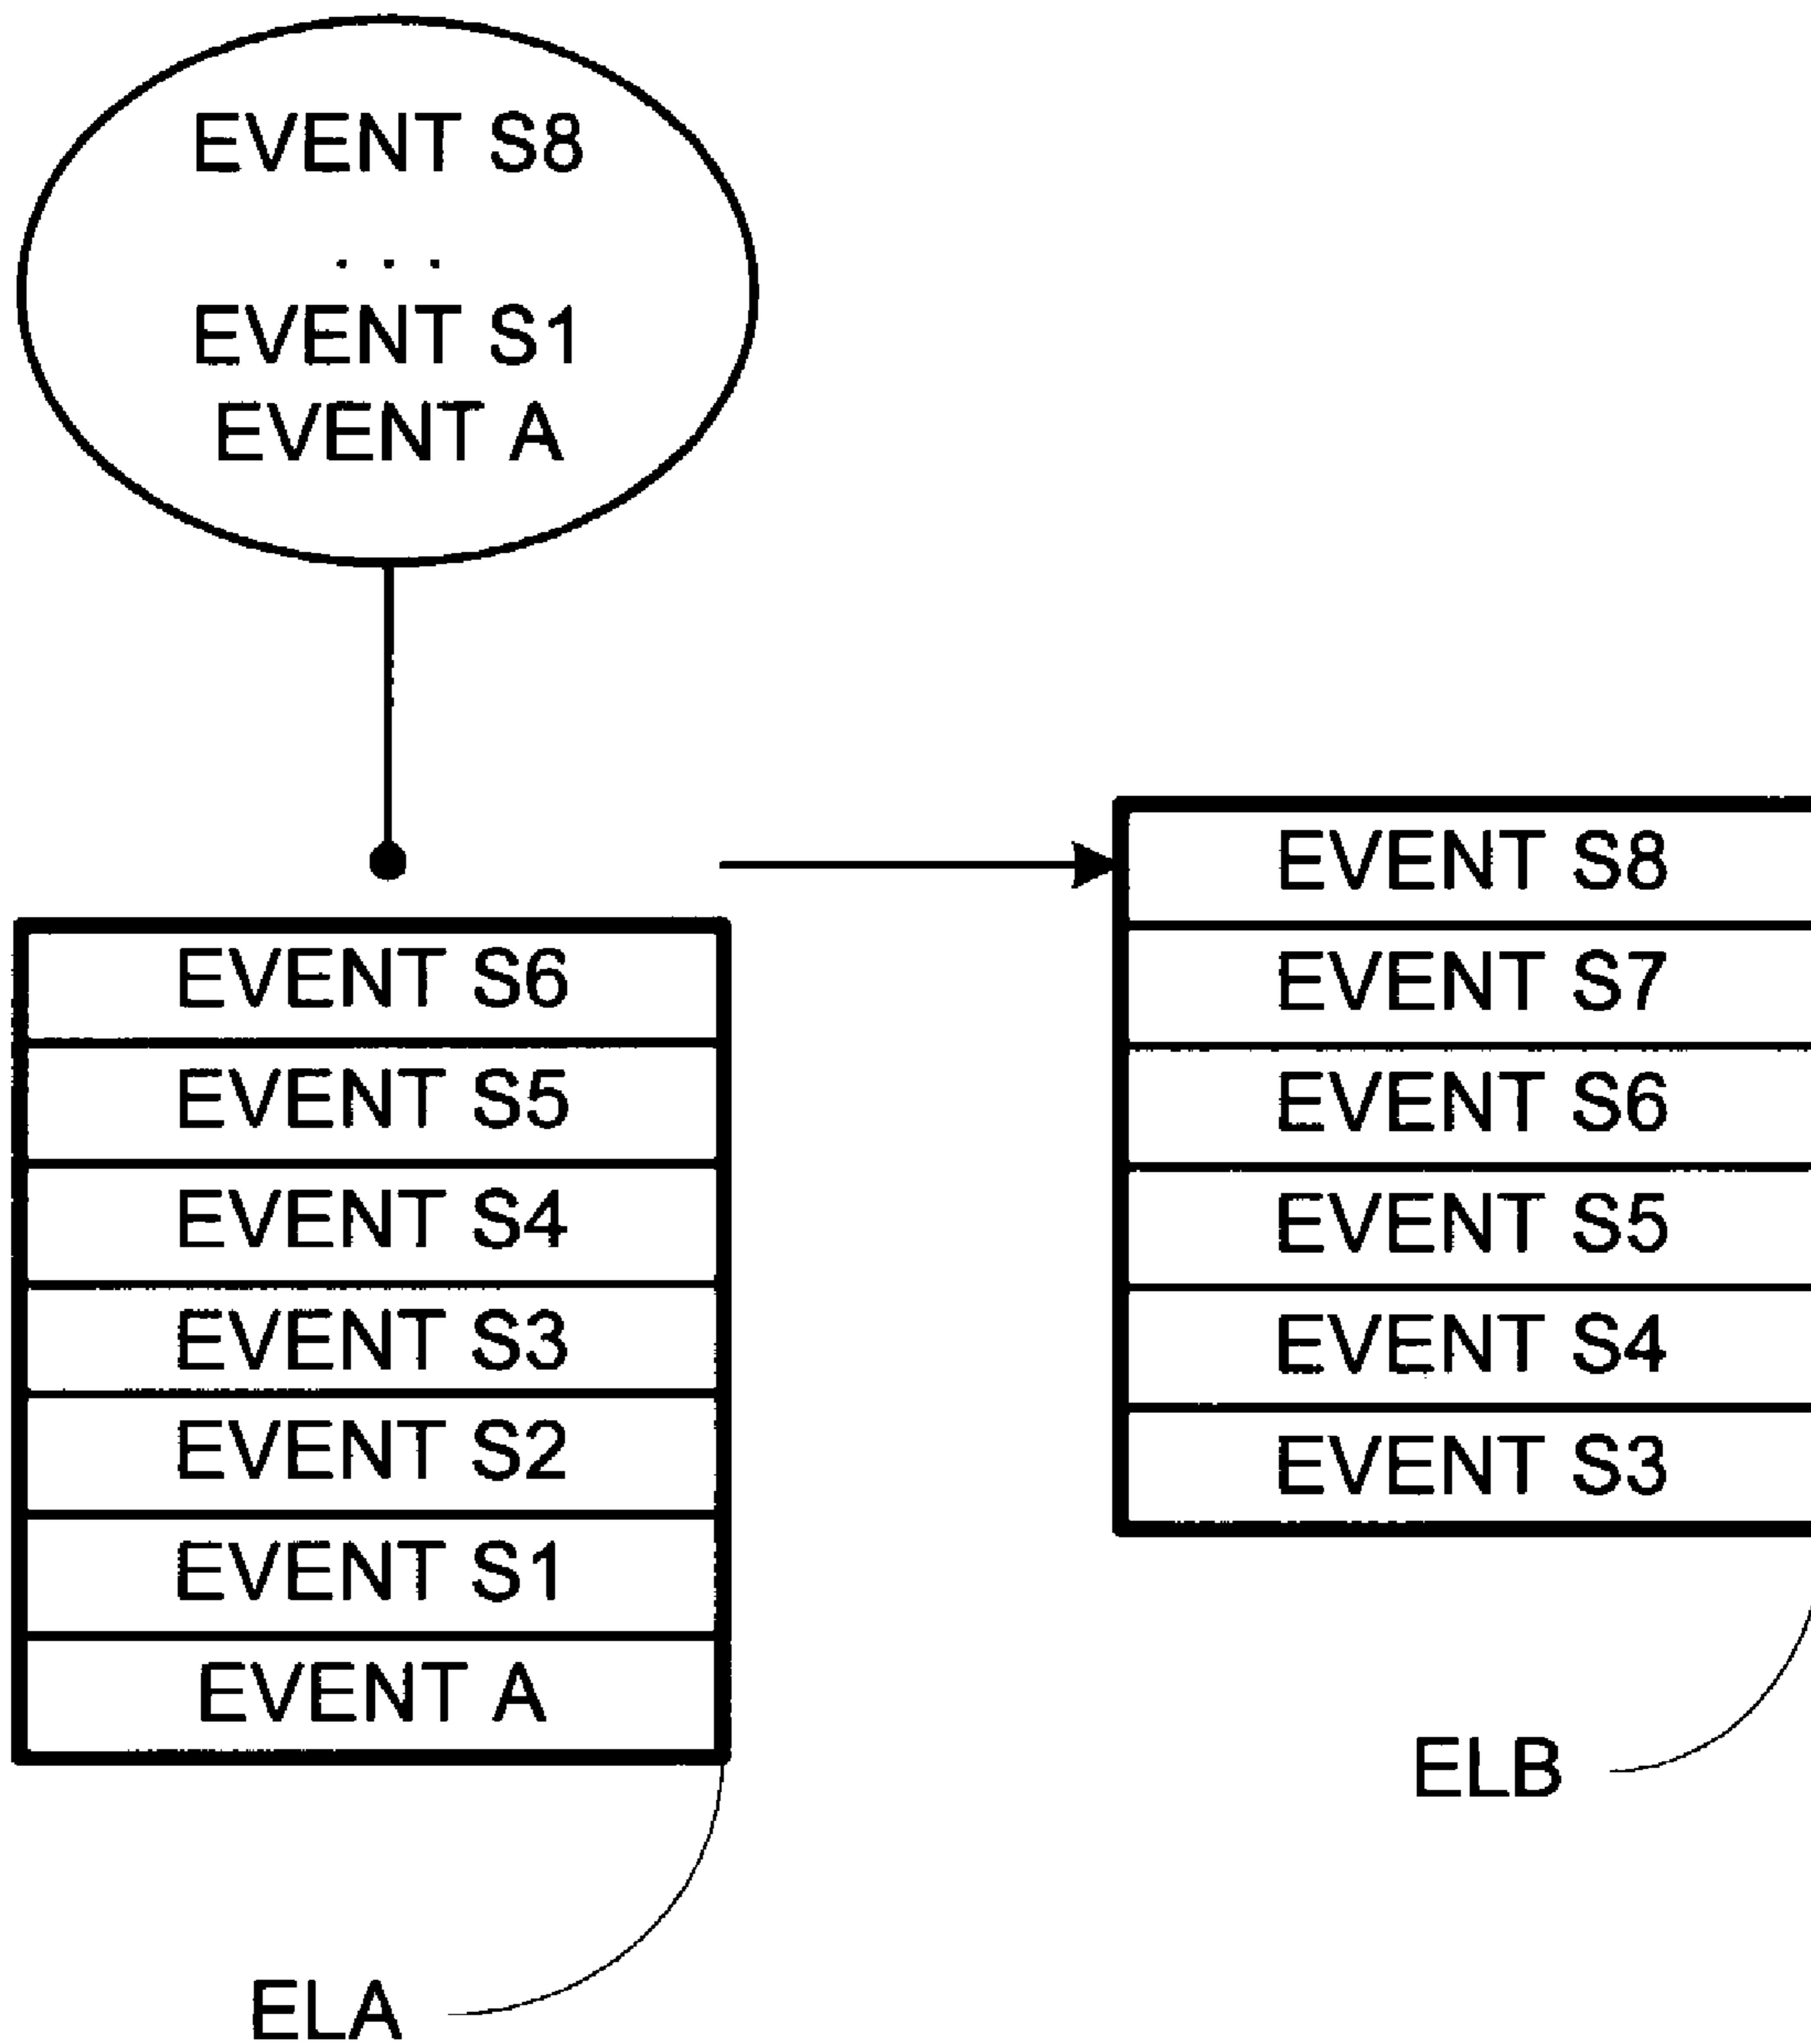 EVENT S8
. . .
EVENT S1
EVENT A
EVENT S6
EVENT S5
EVENT S4
EVENT S3
EVENT S2
EVENT S1
EVENT A
ELA
EVENT S8
EVENT S7
EVENT S6
EVENT S5
EVENT S4
EVENT S3
ELB